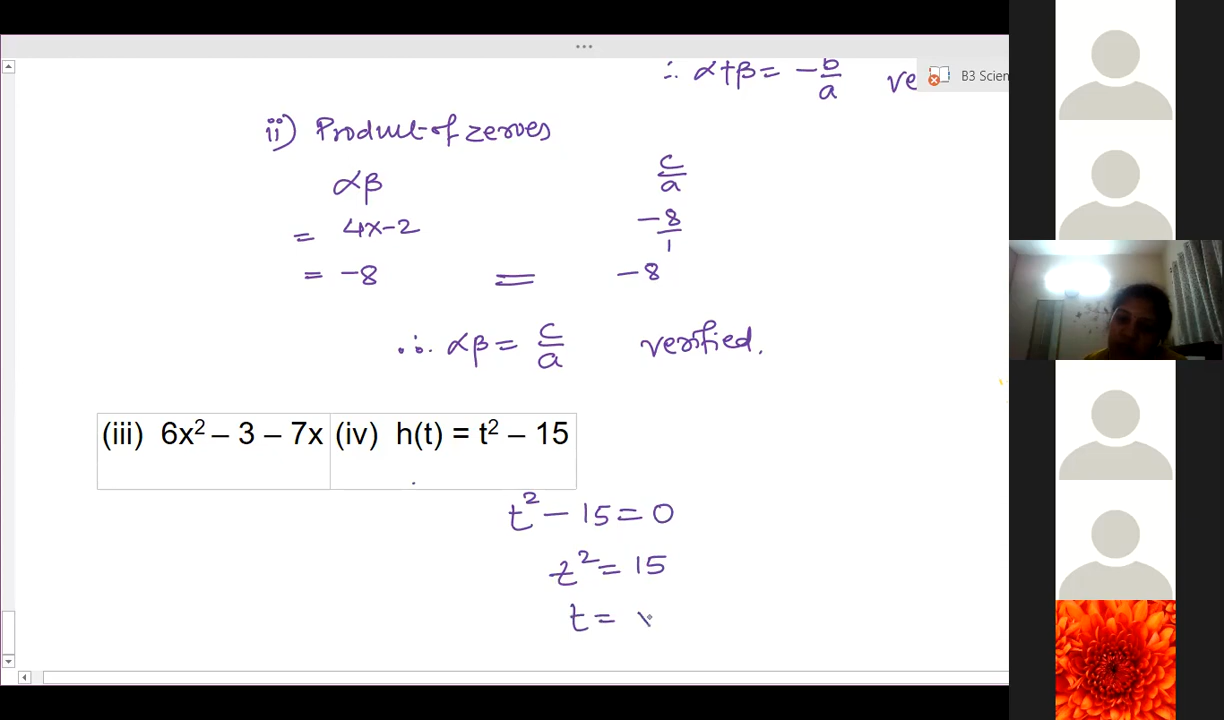 ∴ α+β = -b/a ve
B3 Scien
ii) Product of zeroes
αβ c/a
= 4x-2 -8/1
= -8 = -8
∴ αβ = c/a verified.
(iii) 6x² – 3 – 7x (iv) h(t) = t² – 15
t² - 15 = 0
t² = 15
t =